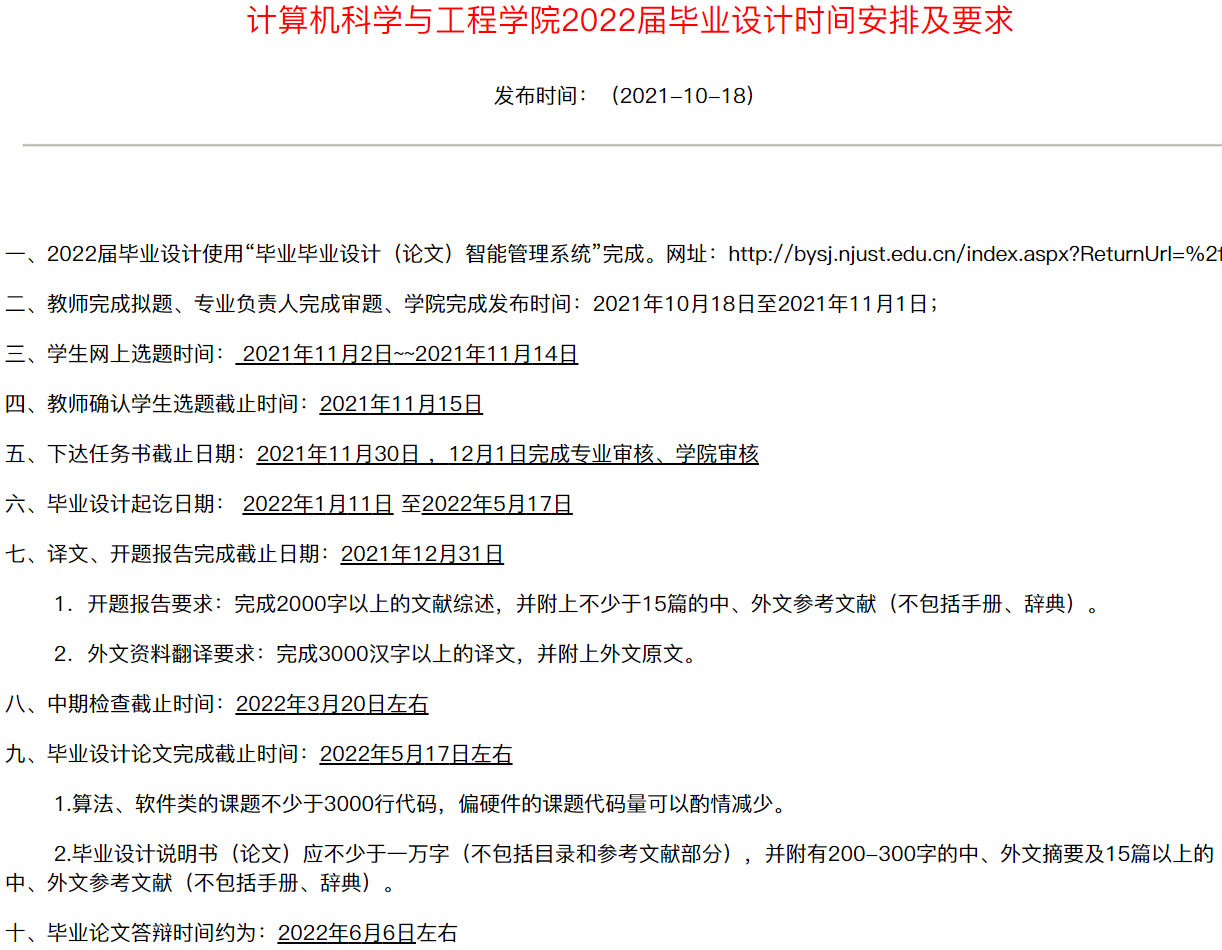 计算机科学与工程学院2022届毕业设计时间安排及要求
发布时间：（2021-10-18）
一、2022届毕业设计使用“毕业毕业设计（论文）智能管理系统”完成。网址：http://bysj.njust.edu.cn/index.aspx?ReturnUrl=%2f
二、教师完成拟题、专业负责人完成审题、学院完成发布时间：2021年10月18日至2021年11月1日；
三、学生网上选题时间： 2021年11月2日~~2021年11月14日
四、教师确认学生选题截止时间：2021年11月15日
五、下达任务书截止日期：2021年11月30日 ，12月1日完成专业审核、学院审核
六、毕业设计起讫日期： 2022年1月11日 至2022年5月17日
七、译文、开题报告完成截止日期：2021年12月31日
1．开题报告要求：完成2000字以上的文献综述，并附上不少于15篇的中、外文参考文献（不包括手册、辞典）。
2．外文资料翻译要求：完成3000汉字以上的译文，并附上外文原文。
八、中期检查截止时间：2022年3月20日左右
九、毕业设计论文完成截止时间：2022年5月17日左右
1.算法、软件类的课题不少于3000行代码，偏硬件的课题代码量可以酌情减少。
2.毕业设计说明书（论文）应不少于一万字（不包括目录和参考文献部分），并附有200-300字的中、外文摘要及15篇以上的
中、外文参考文献（不包括手册、辞典）。
十、毕业论文答辩时间约为：2022年6月6日左右